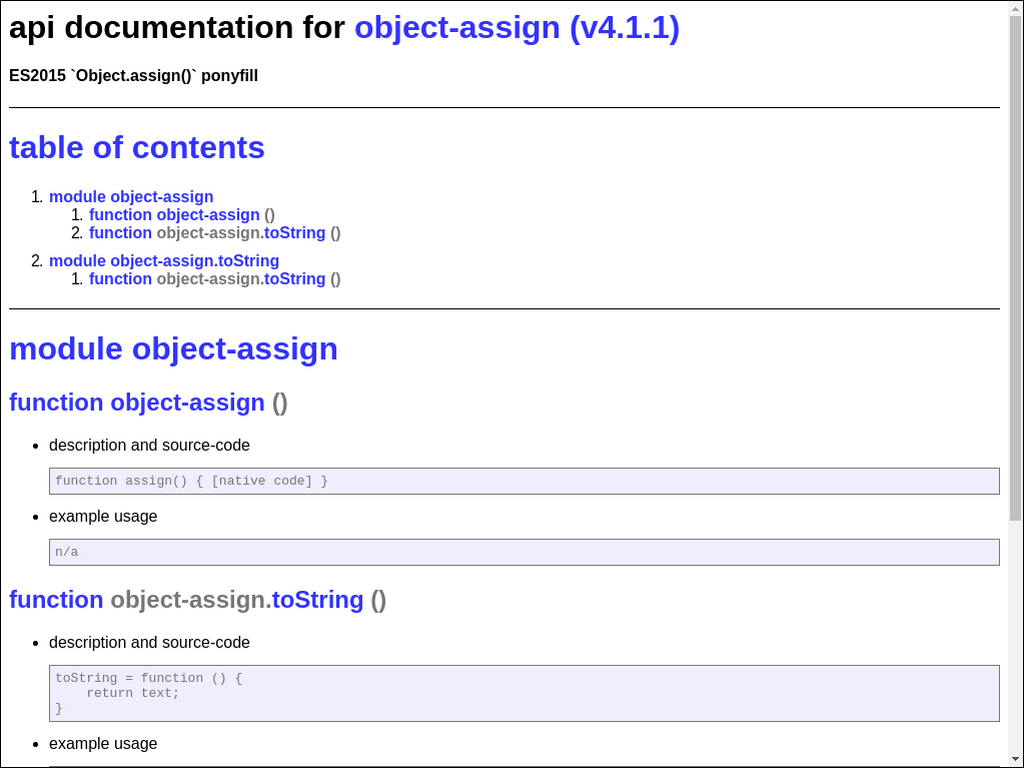 api documentation for object-assign (v4.1.1)
ES2015 `Object.assign()` ponyfill
table of contents
1. module object-assign
1. function object-assign ()
2. function object-assign.toString ()
2. module object-assign.toString
1. function object-assign.toString ()
module object-assign
function object-assign ()
• description and source-code
function assign() { [native code] }
• example usage
n/a
function object-assign.toString ()
• description and source-code
toString = function () {
    return text;
}
• example usage